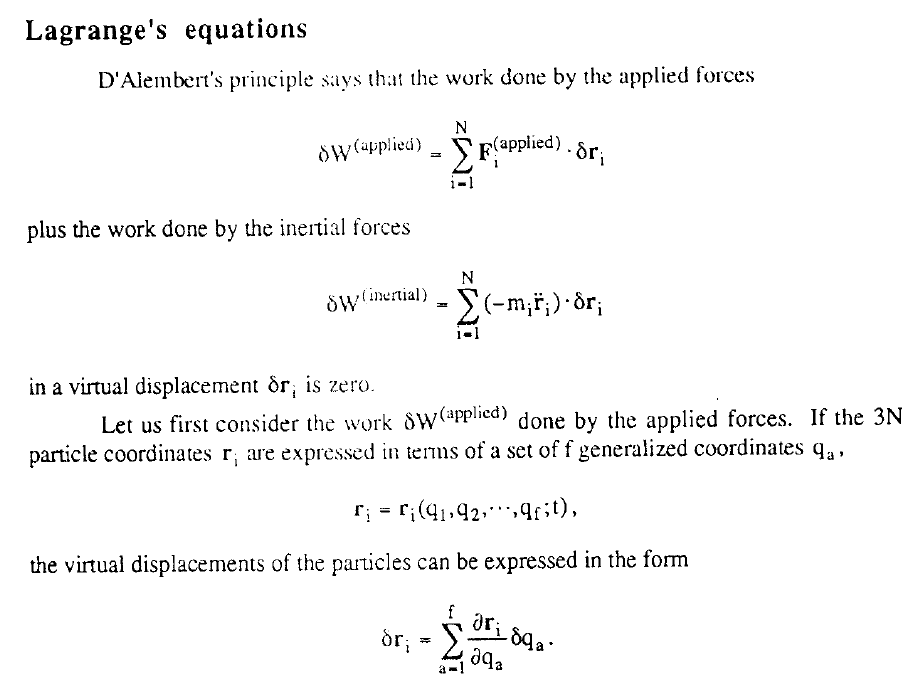 Lagrange's equations
D'Alembert's principle says that the work done by the applied forces
δW^(applied) = ∑_{i=1}^{N} F_i^(applied) · δr_i
plus the work done by the inertial forces
δW^(inertial) = ∑_{i=1}^{N} (−m_i r̈_i) · δr_i
in a virtual displacement δr_i is zero.
Let us first consider the work δW^(applied) done by the applied forces. If the 3N
particle coordinates r_i are expressed in terms of a set of f generalized coordinates q_a,
r_i = r_i(q_1,q_2,···,q_f;t),
the virtual displacements of the particles can be expressed in the form
δr_i = ∑_{a=1}^{f} ∂r_i/∂q_a δq_a.